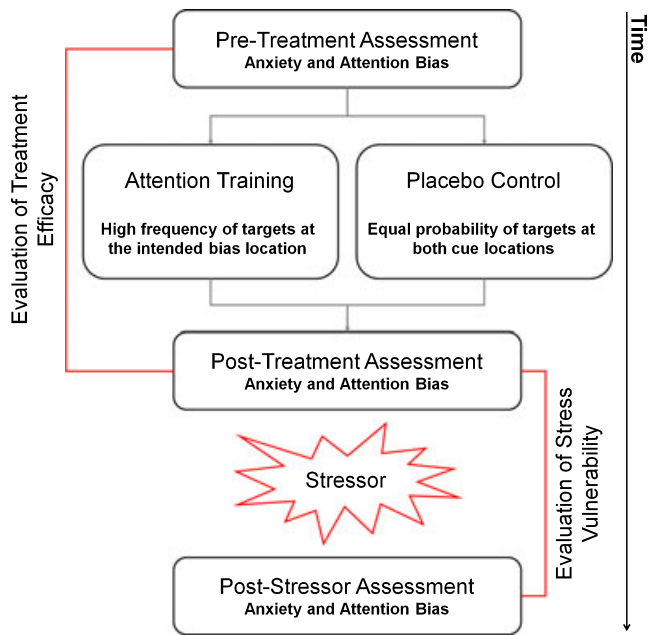 Pre-Treatment Assessment
Anxiety and Attention Bias
Time
Evaluation of Treatment
Efficacy
Attention Training
High frequency of targets at
the intended bias location
Placebo Control
Equal probability of targets at
both cue locations
Post-Treatment Assessment
Anxiety and Attention Bias
Stressor
Evaluation of Stress
Vulnerability
Post-Stressor Assessment
Anxiety and Attention Bias